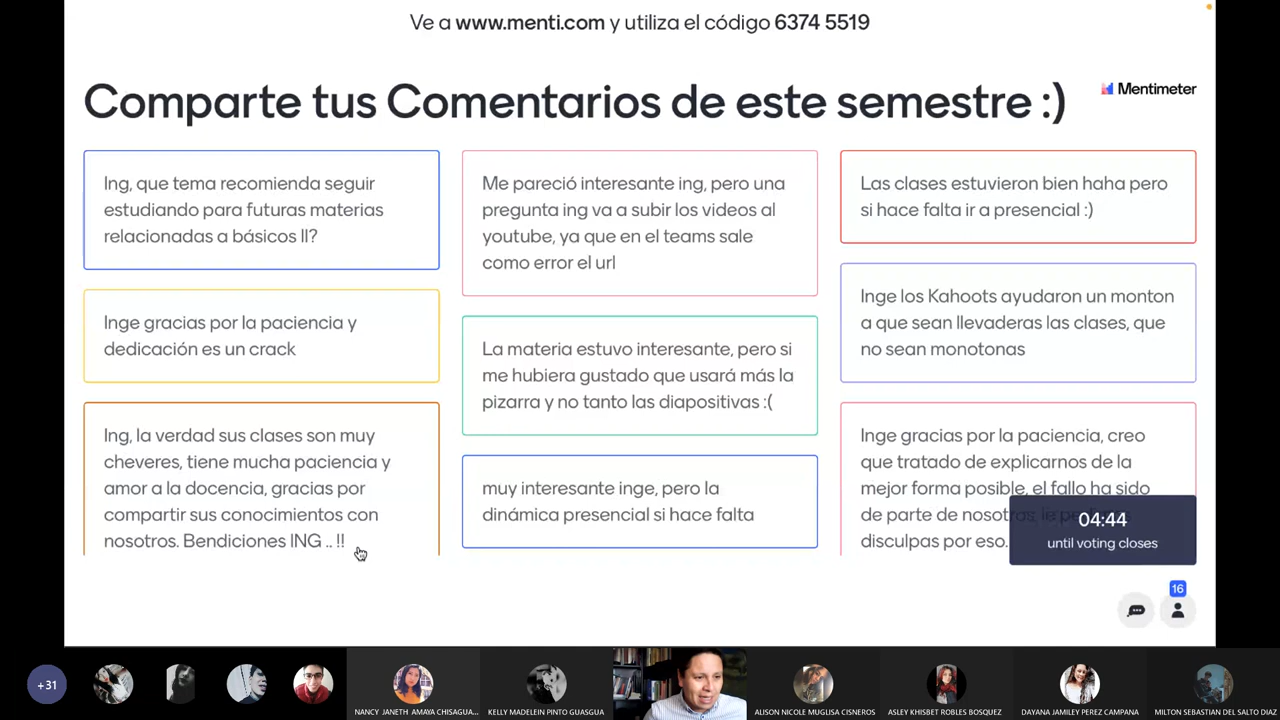 Ve a www.menti.com y utiliza el código 6374 5519
Comparte tus Comentarios de este semestre :)
Mentimeter
Ing, que tema recomienda seguir
estudiando para futuras materias
relacionadas a básicos II?
Inge gracias por la paciencia y
dedicación es un crack
Ing, la verdad sus clases son muy
cheveres, tiene mucha paciencia y
amor a la docencia, gracias por
compartir sus conocimientos con
nosotros. Bendiciones ING .. !!
Me pareció interesante ing, pero una
pregunta ing va a subir los videos al
youtube, ya que en el teams sale
como error el url
La materia estuvo interesante, pero si
me hubiera gustado que usará más la
pizarra y no tanto las diapositivas :(
muy interesante inge, pero la
dinámica presencial si hace falta
Las clases estuvieron bien haha pero
si hace falta ir a presencial :)
Inge los Kahoots ayudaron un monton
a que sean llevaderas las clases, que
no sean monotonas
Inge gracias por la paciencia, creo
que tratado de explicarnos de la
mejor forma posible, el fallo ha sido
de parte de nosotros, le
disculpas por eso.
04:44
until voting closes
16
+31
NANCY JANETH AMAYA CHISAGUA...
KELLY MADELEIN PINTO GUASGUA
ALISON NICOLE MUGLISA CISNEROS
ASLEY KHISBET ROBLES BOSQUEZ
DAYANA JAMILEY PEREZ CAMPANA
MILTON SEBASTIAN DEL SALTO DIAZ